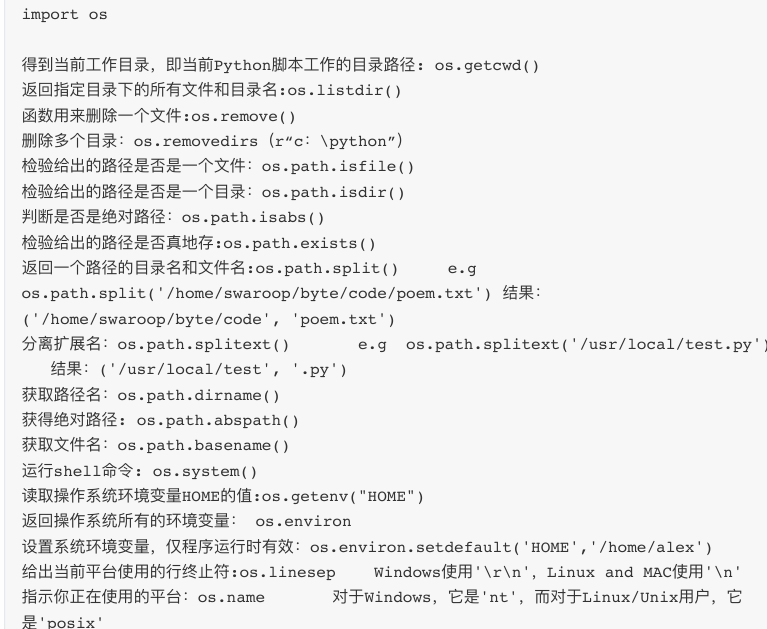 import os
得到当前工作目录，即当前Python脚本工作的目录路径: os.getcwd()
返回指定目录下的所有文件和目录名:os.listdir()
函数用来删除一个文件:os.remove()
删除多个目录：os.removedirs（r“c：\python”）
检验给出的路径是否是一个文件：os.path.isfile()
检验给出的路径是否是一个目录：os.path.isdir()
判断是否是绝对路径：os.path.isabs()
检验给出的路径是否真地存:os.path.exists()
返回一个路径的目录名和文件名:os.path.split()     e.g
os.path.split('/home/swaroop/byte/code/poem.txt') 结果：
('/home/swaroop/byte/code', 'poem.txt')
分离扩展名：os.path.splitext()       e.g  os.path.splitext('/usr/local/test.py')
   结果：('/usr/local/test', '.py')
获取路径名：os.path.dirname()
获得绝对路径: os.path.abspath()
获取文件名：os.path.basename()
运行shell命令: os.system()
读取操作系统环境变量HOME的值:os.getenv("HOME")
返回操作系统所有的环境变量： os.environ
设置系统环境变量，仅程序运行时有效：os.environ.setdefault('HOME','/home/alex')
给出当前平台使用的行终止符:os.linesep    Windows使用'\r\n'，Linux and MAC使用'\n'
指示你正在使用的平台：os.name       对于Windows，它是'nt'，而对于Linux/Unix用户，它
是'posix'